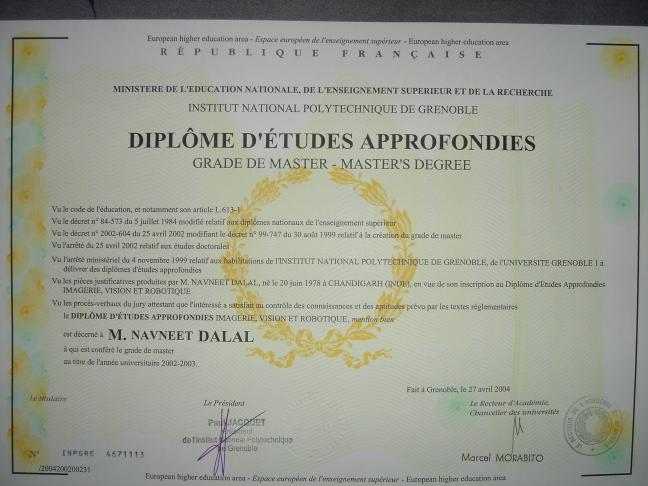 European higher education area - Espace européen de l'enseignement supérieur - European higher education area
RÉPUBLIQUE FRANÇAISE
MINISTERE DE L'EDUCATION NATIONALE, DE L'ENSEIGNEMENT SUPERIEUR ET DE LA RECHERCHE
INSTITUT NATIONAL POLYTECHNIQUE DE GRENOBLE
DIPLÔME D'ÉTUDES APPROFONDIES
GRADE DE MASTER - MASTER'S DEGREE
Vu le code de l'éducation, et notamment son article L.613-1
Vu le décret n° 84-573 du 5 juillet 1984 modifié relatif aux diplômes nationaux de l'enseignement supérieur
Vu le décret n° 2002-604 du 25 avril 2002 modifiant le décret n° 99-747 du 30 août 1999 relatif à la création du grade de master
Vu l'arrêté du 25 avril 2002 relatif aux études doctorales
Vu l'arrêté ministériel du 4 novembre 1999 relatif aux habilitations de l'INSTITUT NATIONAL POLYTECHNIQUE DE GRENOBLE, de l'UNIVERSITE GRENOBLE 1 à
délivrer des diplômes d'études approfondies
Vu les pièces justificatives produites par M. NAVNEET DALAL, né le 20 juin 1978 à CHANDIGARH (INDE), en vue de son inscription au Diplôme d'Etudes Approfondies
IMAGERIE, VISION ET ROBOTIQUE
Vu les procès-verbaux du jury attestant que l'intéressé a satisfait au contrôle des connaissances et des aptitudes prévu par les textes réglementaires
le DIPLÔME D'ÉTUDES APPROFONDIES IMAGERIE, VISION ET ROBOTIQUE, mention bien
est décerné à M. NAVNEET DALAL
à qui est conféré le grade de master
au titre de l'année universitaire 2002-2003.
Fait à Grenoble, le 27 avril 2004
Le titulaire
Le Président
Le Recteur d'Académie,
Chancelier des universités
Paul JACQUET
Président
de l'Institut National Polytechnique
de Grenoble
Marcel MORABITO
N° INPGRE 4671113
/2004200200231
European higher education area - Espace européen de l'enseignement supérieur - European higher education area